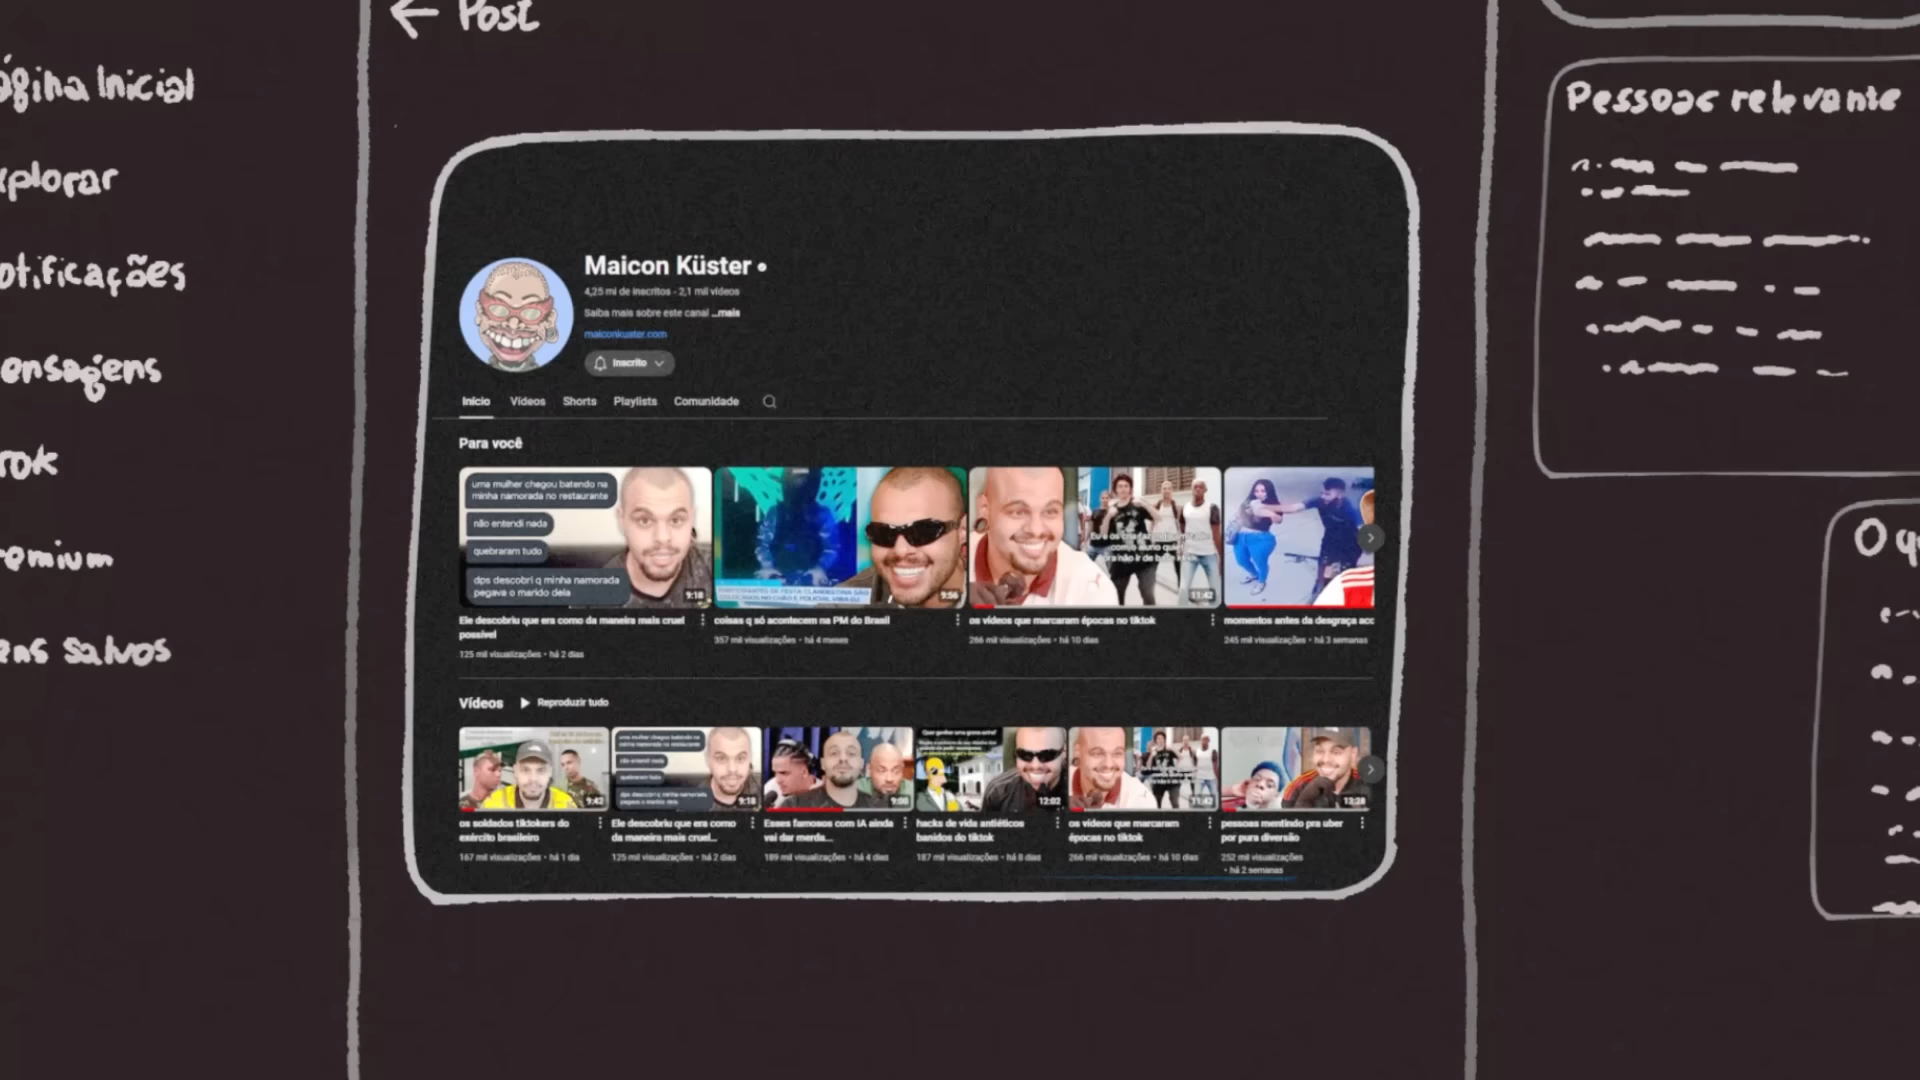 ← Post
ágina Inicial
xplorar
otificações
ensagens
rok
remium
ens salvos
Maicon Küster
4,25 mi de inscritos - 2,1 mil vídeos
Saiba mais sobre este canal ...mais
maiconkuster.com
Inscrito
Início Vídeos Shorts Playlists Comunidade
Para você
uma mulher chegou batendo na
minha namorada no restaurante
não entendi nada
quebraram tudo
dps descobri q minha namorada
pegava o marido dela
9:18
9:56
11:42
Ele descobriu que era corno da maneira mais cruel
possível
125 mil visualizações • há 2 dias
coisas q só acontecem na PM do Brasil
357 mil visualizações • há 4 meses
os vídeos que marcaram épocas no tiktok
266 mil visualizações • há 10 dias
momentos antes da desgraça aco
245 mil visualizações • há 3 semanas
Vídeos Reproduzir tudo
9:42
9:18
9:08
12:02
11:42
13:28
os soldados tiktokers do
exército brasileiro
167 mil visualizações • há 1 dia
Ele descobriu que era corno
da maneira mais cruel...
125 mil visualizações • há 2 dias
Esses famosos com IA ainda
vai dar merda...
189 mil visualizações • há 4 dias
hacks de vida antiéticos
banidos do tiktok
187 mil visualizações • há 8 dias
os vídeos que marcaram
épocas no tiktok
266 mil visualizações • há 10 dias
pessoas mentindo pra uber
por pura diversão
252 mil visualizações
• há 2 semanas
Pessoas relevante
O q